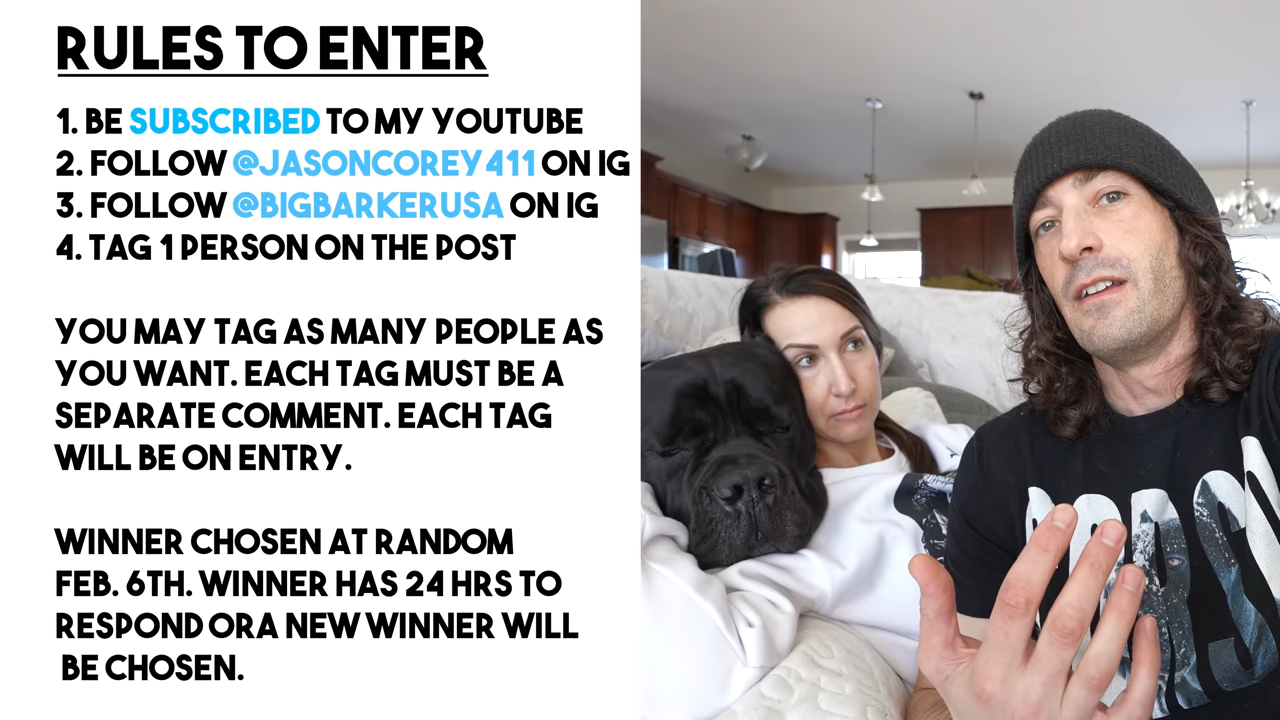 RULES TO ENTER
1. BE SUBSCRIBED TO MY YOUTUBE
2. FOLLOW @JASONCOREY411 ON IG
3. FOLLOW @BIGBARKERUSA ON IG
4. TAG 1 PERSON ON THE POST
YOU MAY TAG AS MANY PEOPLE AS
YOU WANT. EACH TAG MUST BE A
SEPARATE COMMENT. EACH TAG
WILL BE ON ENTRY.
WINNER CHOSEN AT RANDOM
FEB. 6TH. WINNER HAS 24 HRS TO
RESPOND OR A NEW WINNER WILL
BE CHOSEN.